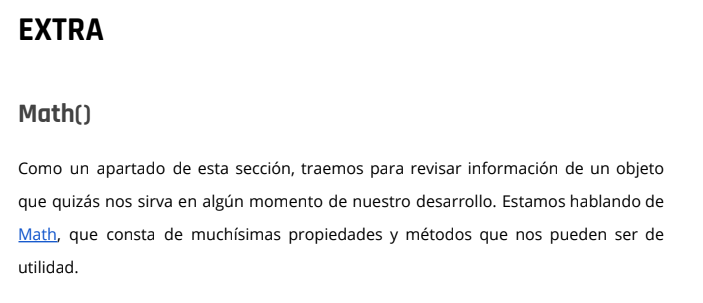 EXTRA
Math()
Como un apartado de esta sección, traemos para revisar información de un objeto
que quizás nos sirva en algún momento de nuestro desarrollo. Estamos hablando de
Math, que consta de muchísimas propiedades y métodos que nos pueden ser de
utilidad.